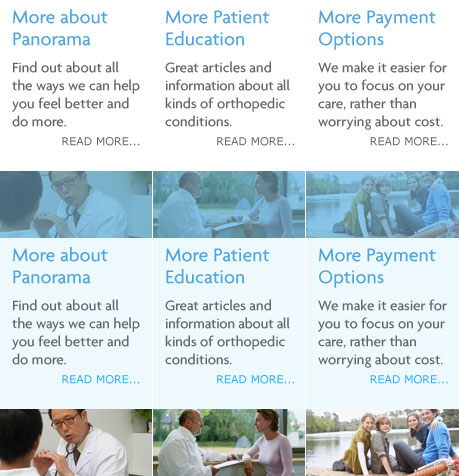 More about
Panorama
Find out about all
the ways we can help
you feel better and
do more.
READ MORE...
More Patient
Education
Great articles and
information about all
kinds of orthopedic
conditions.
READ MORE...
More Payment
Options
We make it easier for
you to focus on your
care, rather than
worrying about cost.
READ MORE...
More about
Panorama
Find out about all
the ways we can help
you feel better and
do more.
READ MORE...
More Patient
Education
Great articles and
information about all
kinds of orthopedic
conditions.
READ MORE...
More Payment
Options
We make it easier for
you to focus on your
care, rather than
worrying about cost.
READ MORE...